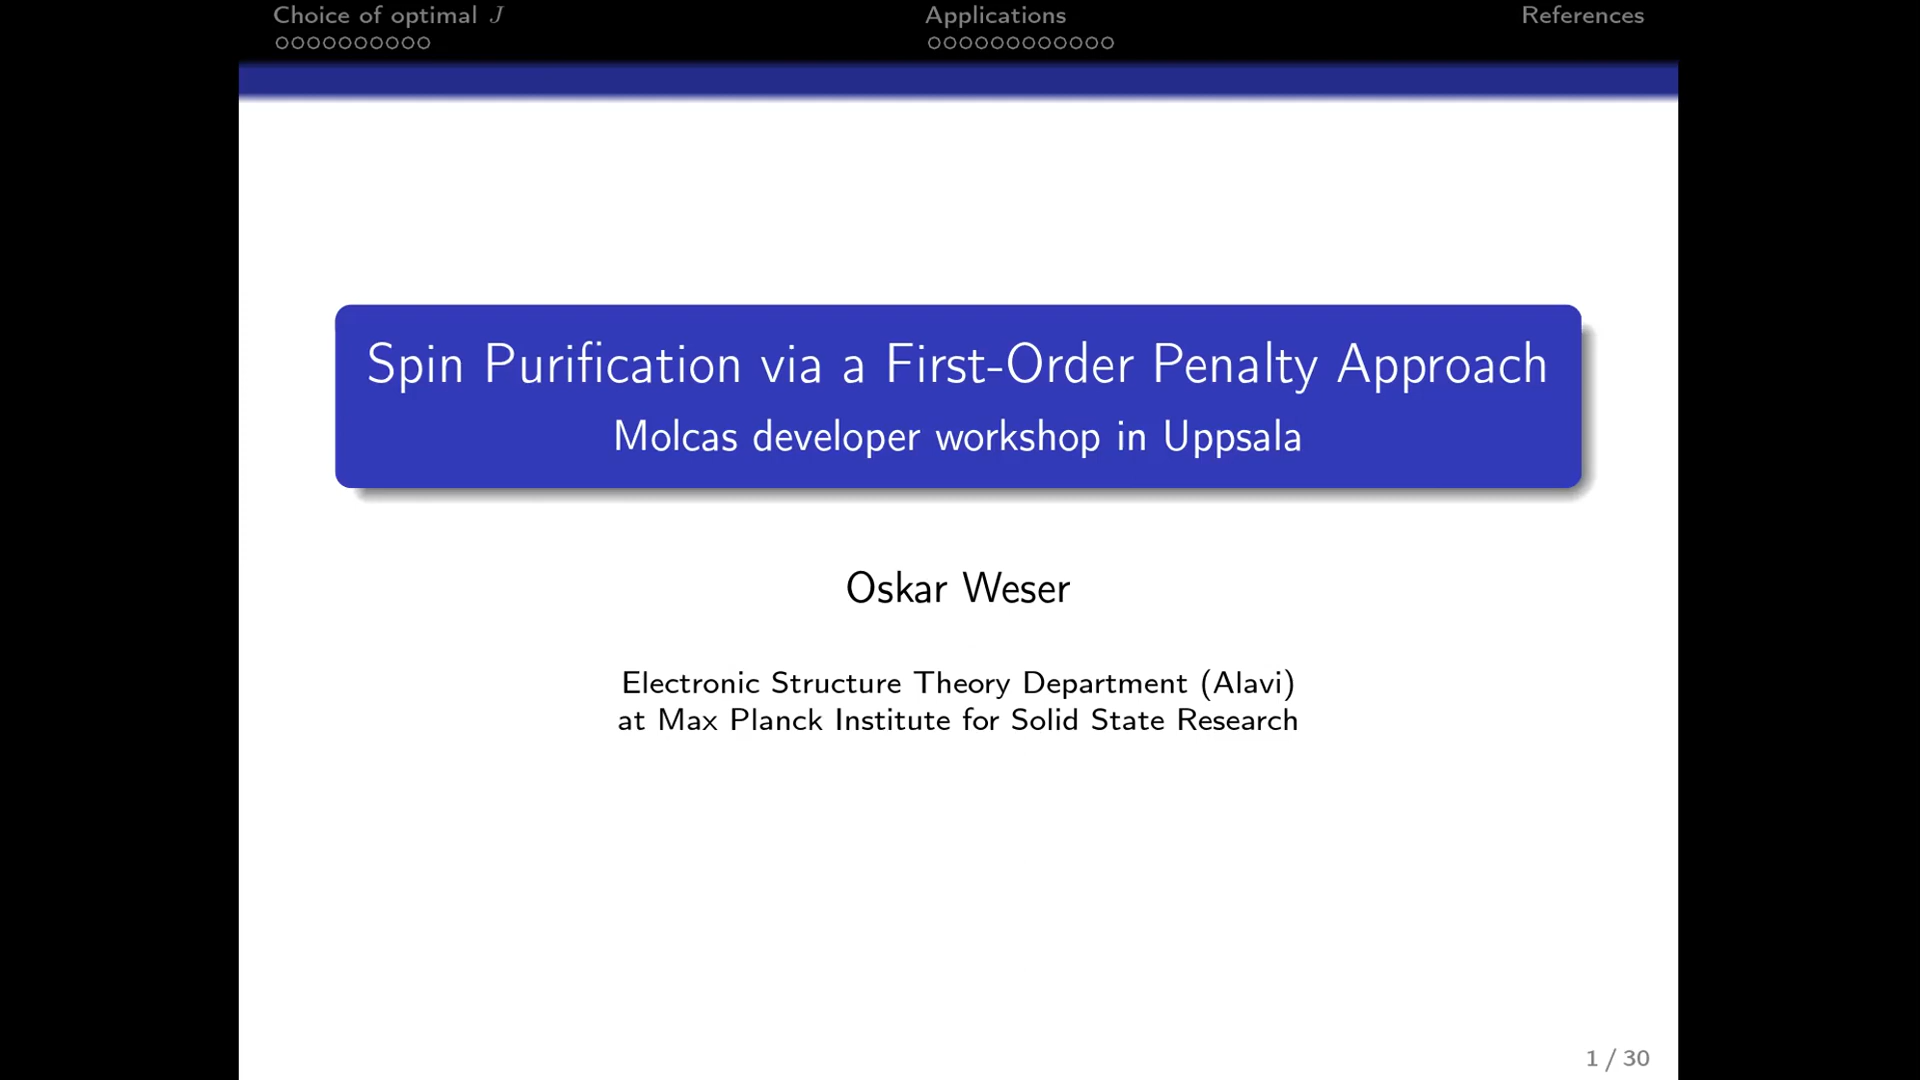 Choice of optimal J
Applications
References
Spin Purification via a First-Order Penalty Approach
Molcas developer workshop in Uppsala
Oskar Weser
Electronic Structure Theory Department (Alavi)
at Max Planck Institute for Solid State Research
1 / 30